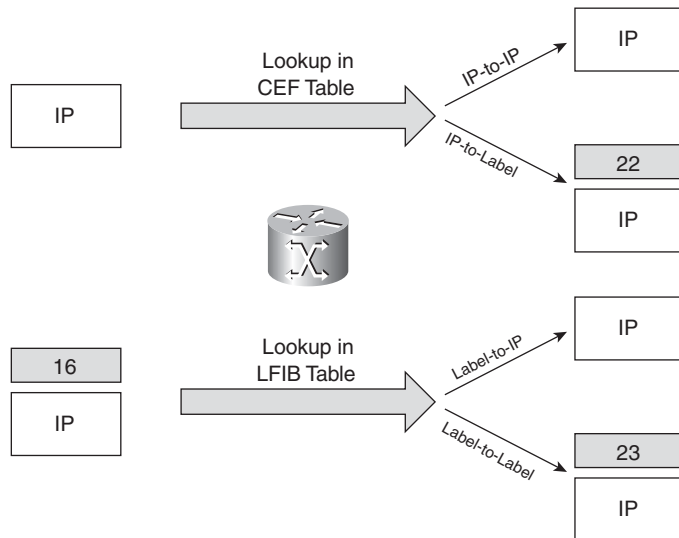 IP
Lookup in
CEF Table
IP-to-IP
IP
IP-to-Label
22
IP
16
IP
Lookup in
LFIB Table
Label-to-IP
IP
Label-to-Label
23
IP